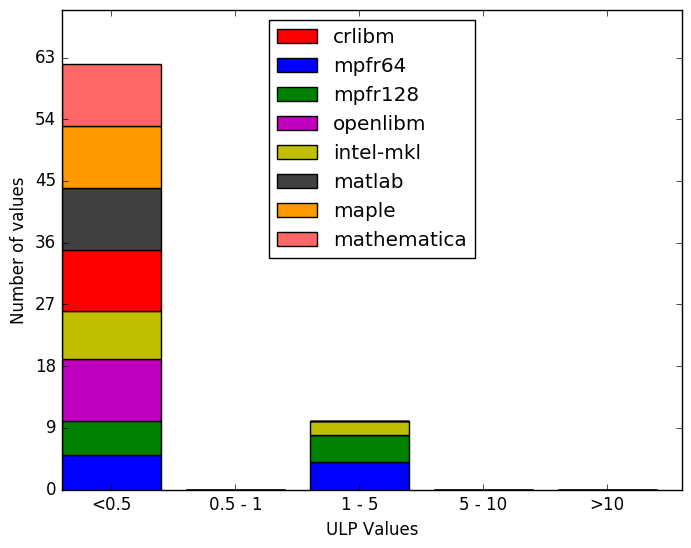 crlibm
mpfr64
mpfr128
openlibm
intel-mkl
matlab
maple
mathematica
Number of values
63
54
45
36
27
18
9
0
<0.5 0.5 - 1 1 - 5 5 - 10 >10
ULP Values